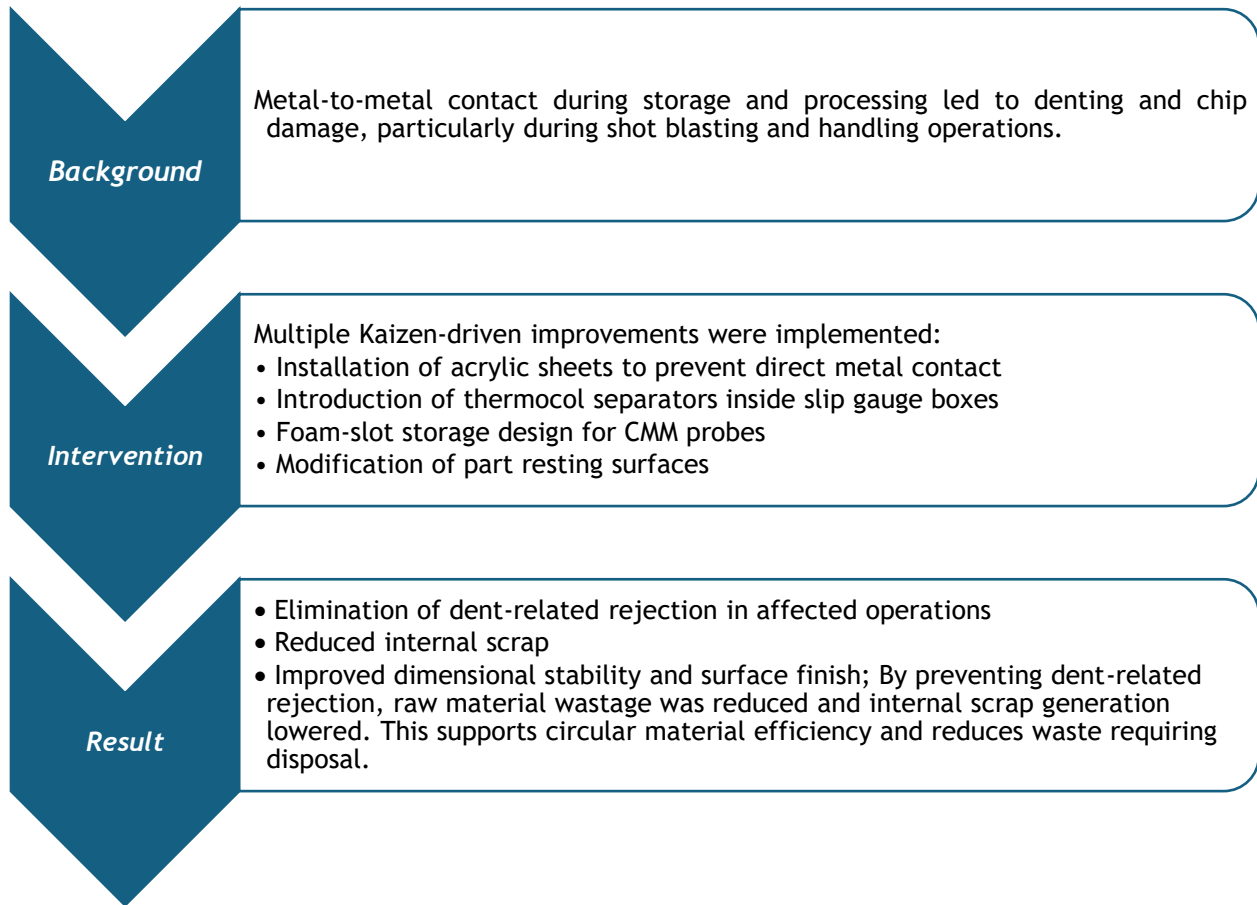 Background
Metal-to-metal contact during storage and processing led to denting and chip
damage, particularly during shot blasting and handling operations.
Intervention
Multiple Kaizen-driven improvements were implemented:
• Installation of acrylic sheets to prevent direct metal contact
• Introduction of thermocol separators inside slip gauge boxes
• Foam-slot storage design for CMM probes
• Modification of part resting surfaces
Result
• Elimination of dent-related rejection in affected operations
• Reduced internal scrap
• Improved dimensional stability and surface finish; By preventing dent-related
rejection, raw material wastage was reduced and internal scrap generation
lowered. This supports circular material efficiency and reduces waste requiring
disposal.